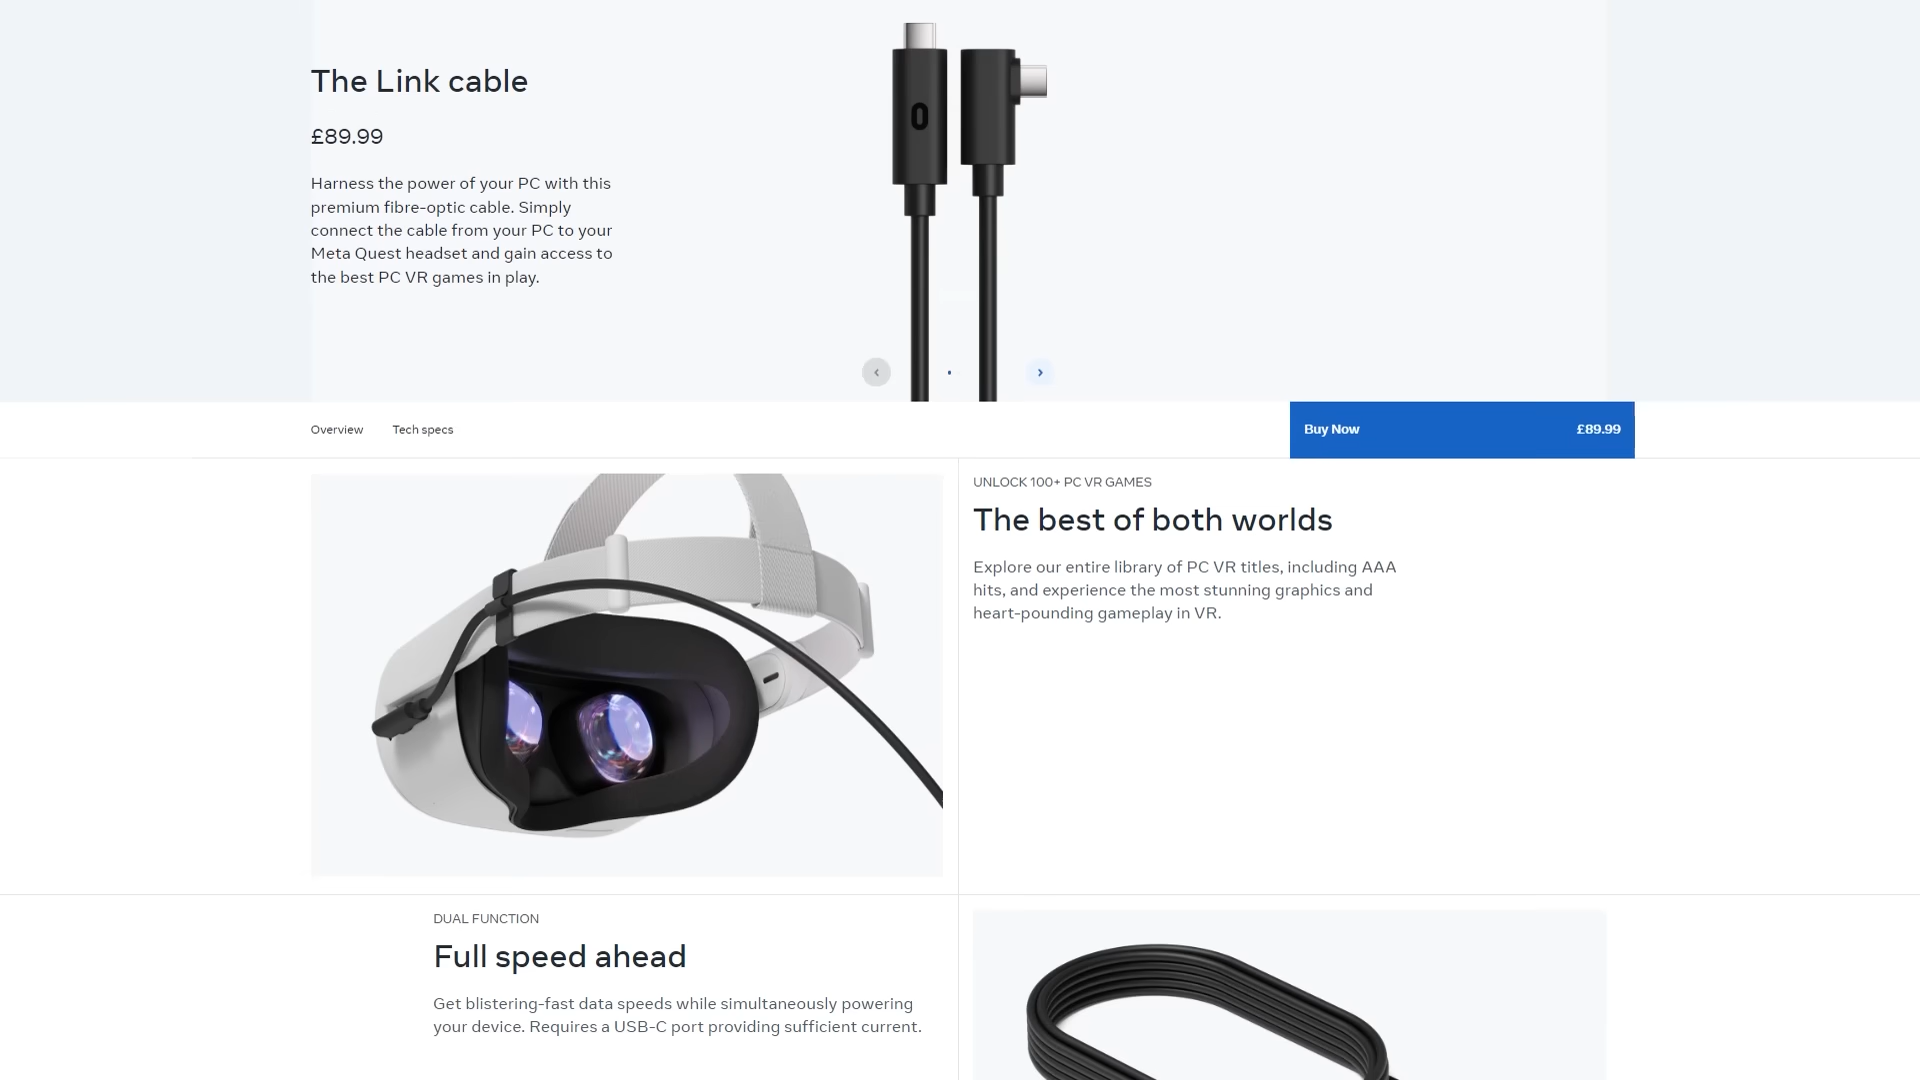 The Link cable
£89.99
Harness the power of your PC with this
premium fibre-optic cable. Simply
connect the cable from your PC to your
Meta Quest headset and gain access to
the best PC VR games in play.
Overview
Tech specs
Buy Now
£89.99
UNLOCK 100+ PC VR GAMES
The best of both worlds
Explore our entire library of PC VR titles, including AAA
hits, and experience the most stunning graphics and
heart-pounding gameplay in VR.
DUAL FUNCTION
Full speed ahead
Get blistering-fast data speeds while simultaneously powering
your device. Requires a USB-C port providing sufficient current.